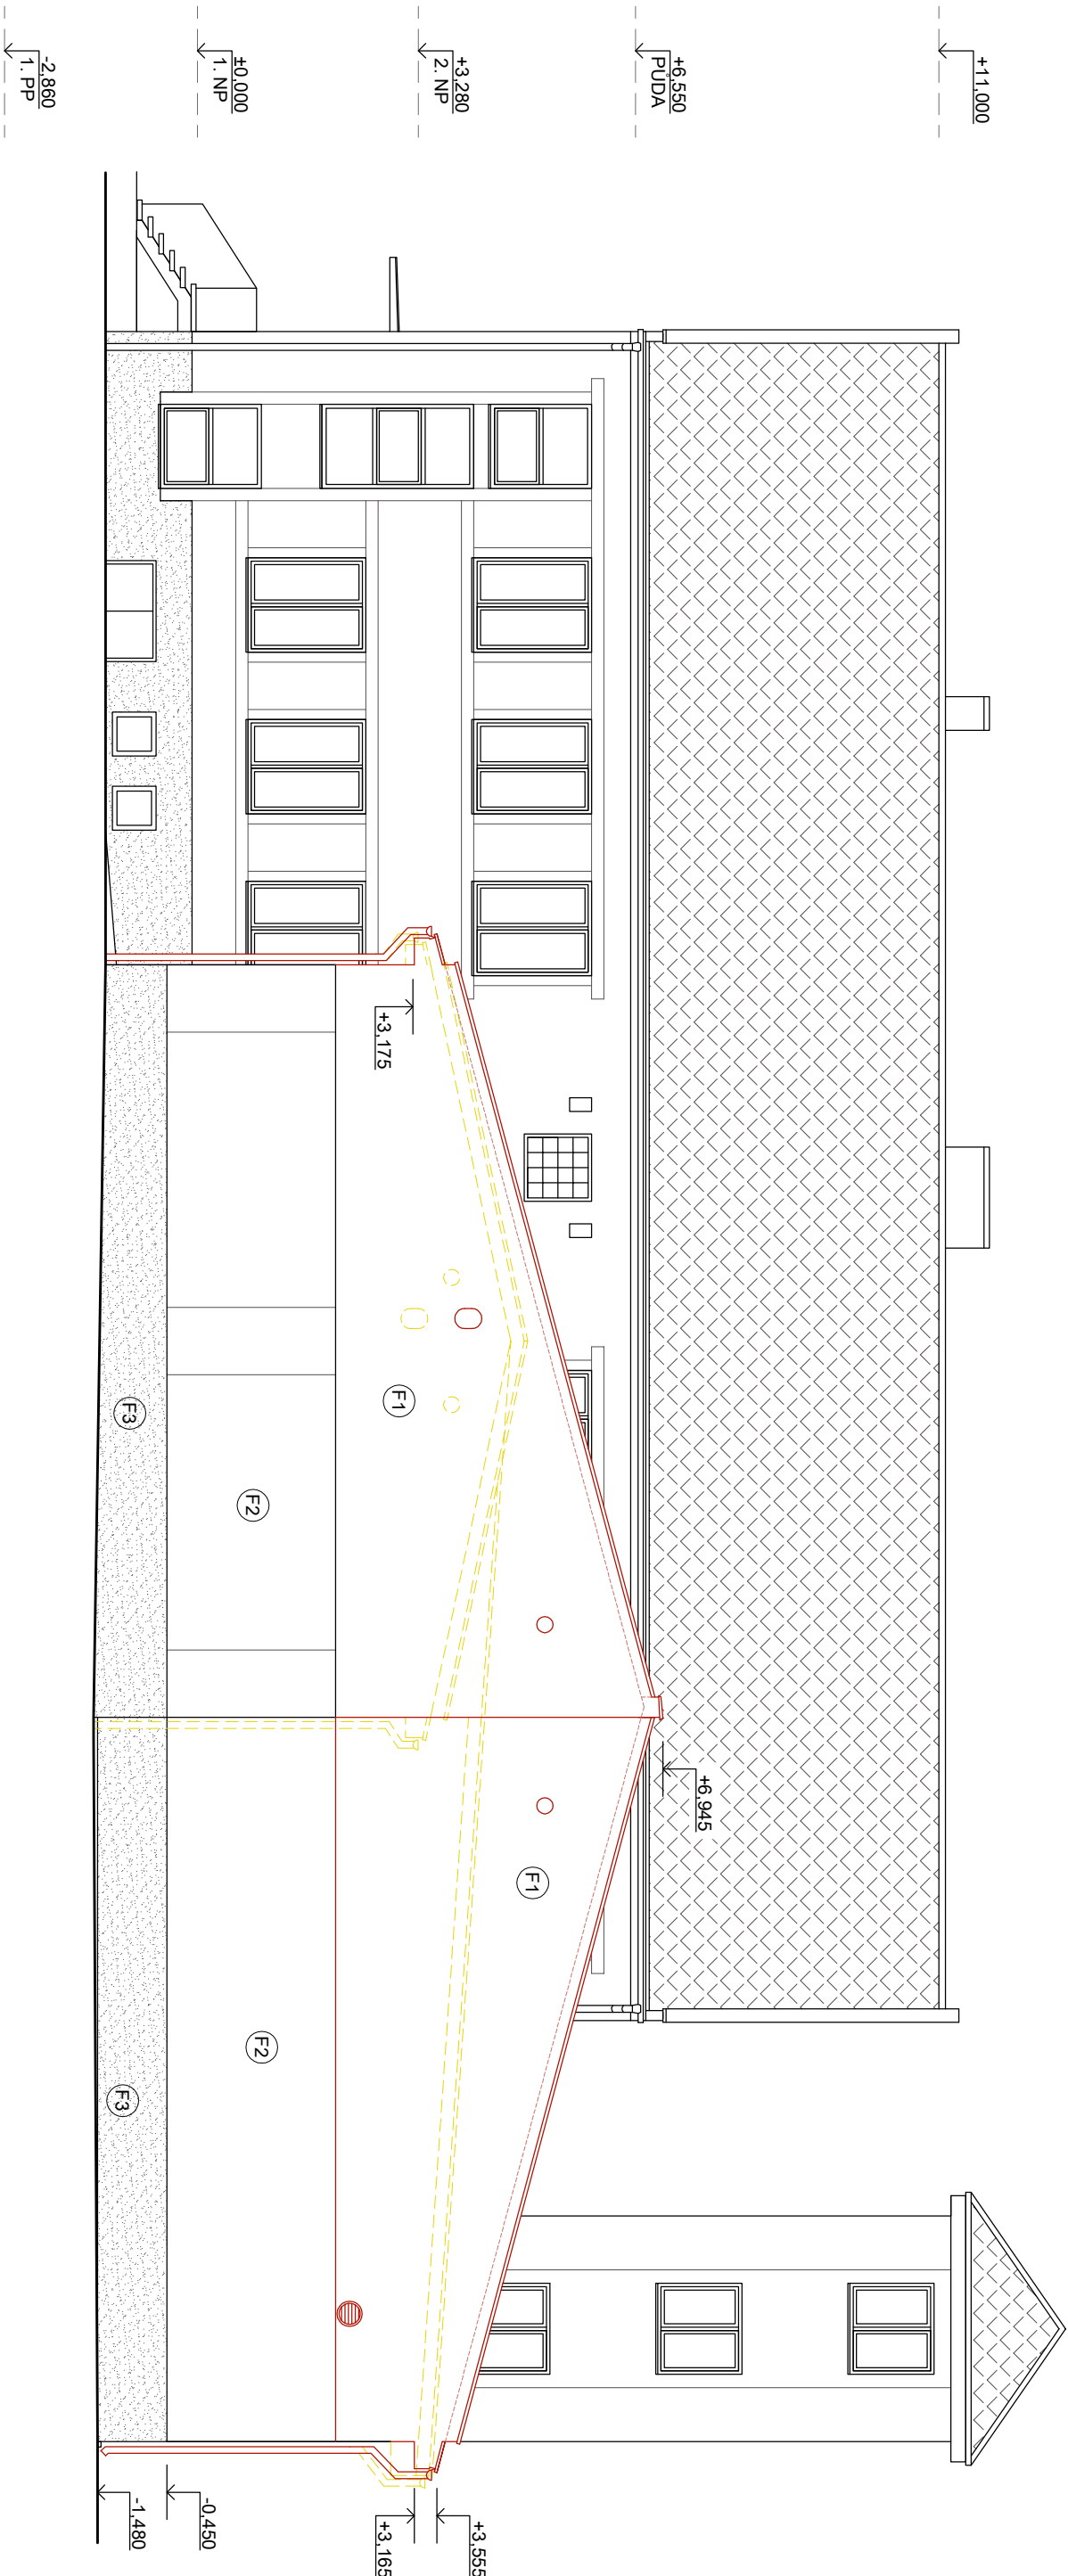 +11,000
+6,550
PŮDA
+3,280
2. NP
±0,000
1. NP
-2,860
1. PP
+3,175
+6,945
F1
F1
F2
F2
F3
F3
+3,555
+3,165
-0,450
-1,480